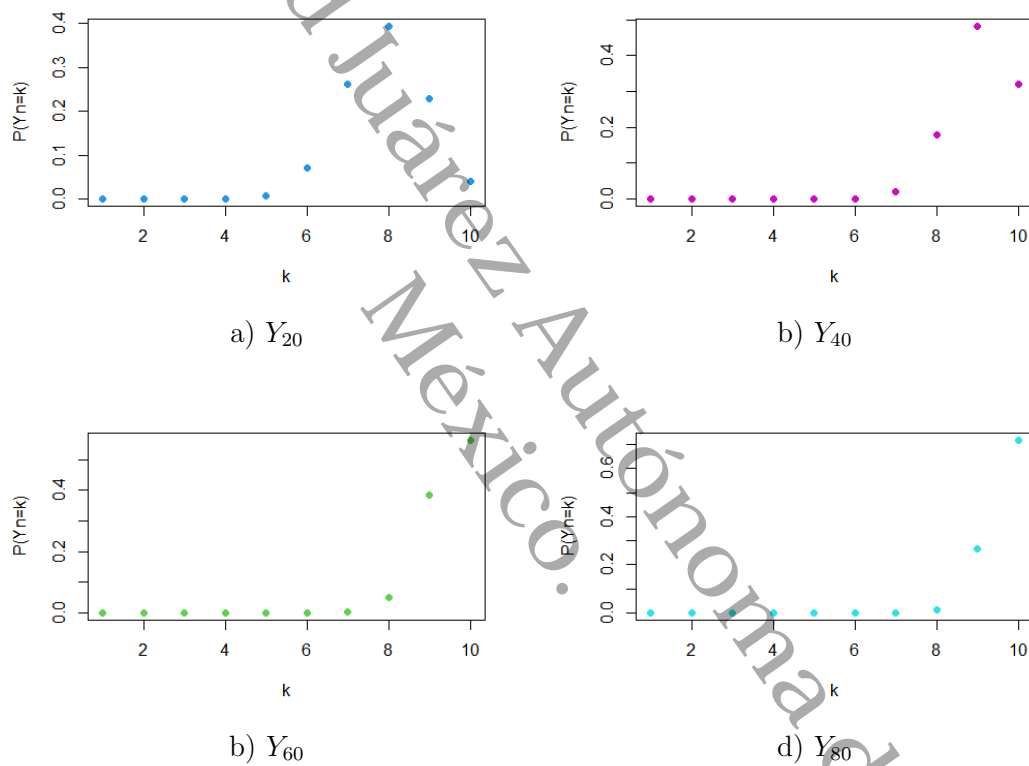 P(Yn=k)
0.0 0.1 0.2 0.3 0.4
2 4 6 8 10
k
a) Y20
P(Yn=k)
0.0 0.2 0.4
2 4 6 8 10
k
b) Y40
P(Yn=k)
0.0 0.2 0.4
2 4 6 8 10
k
b) Y60
P(Yn=k)
0.0 0.2 0.4 0.6
2 4 6 8 10
k
d) Y80
Juárez Autónoma d
México.